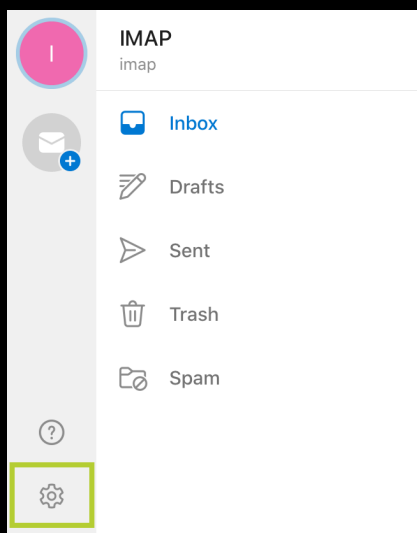 I
IMAP
imap
Inbox
Drafts
Sent
Trash
Spam
?